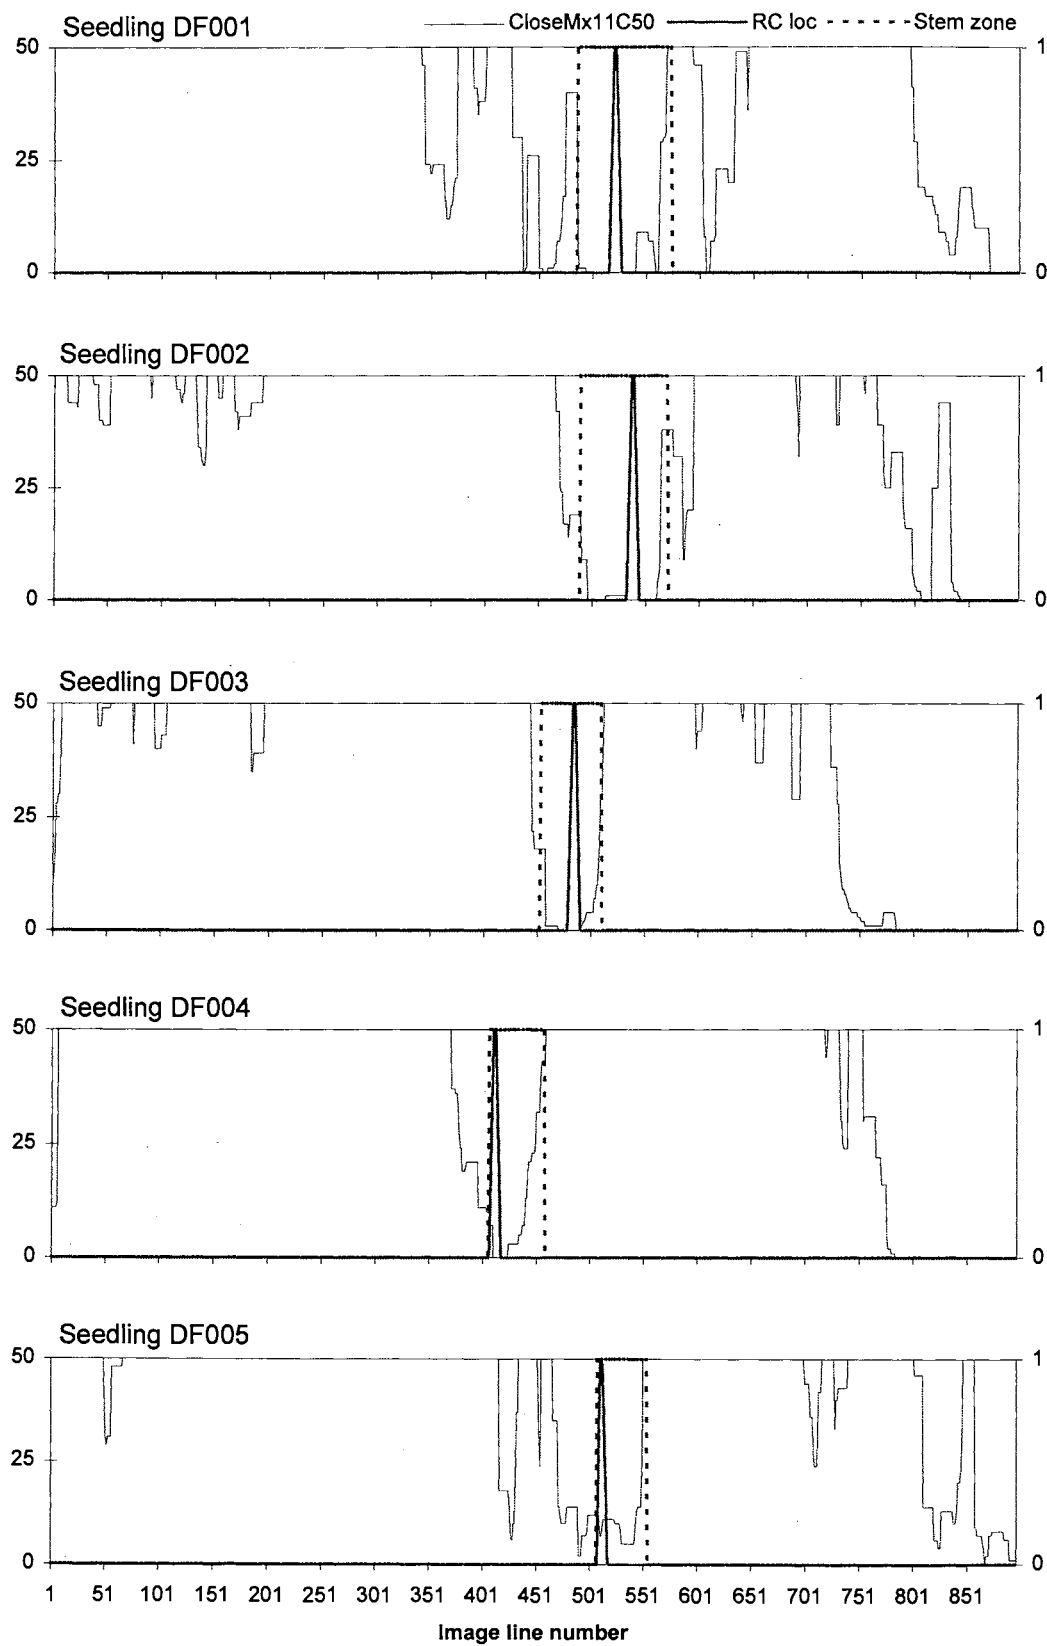 Seedling DF001
CloseMx11C50 RC loc Stem zone
50 1
25
0 0
Seedling DF002
50 1
25
0 0
Seedling DF003
50 1
25
0 0
Seedling DF004
50 1
25
0 0
Seedling DF005
50 1
25
0 0
1 51 101 151 201 251 301 351 401 451 501 551 601 651 701 751 801 851
Image line number